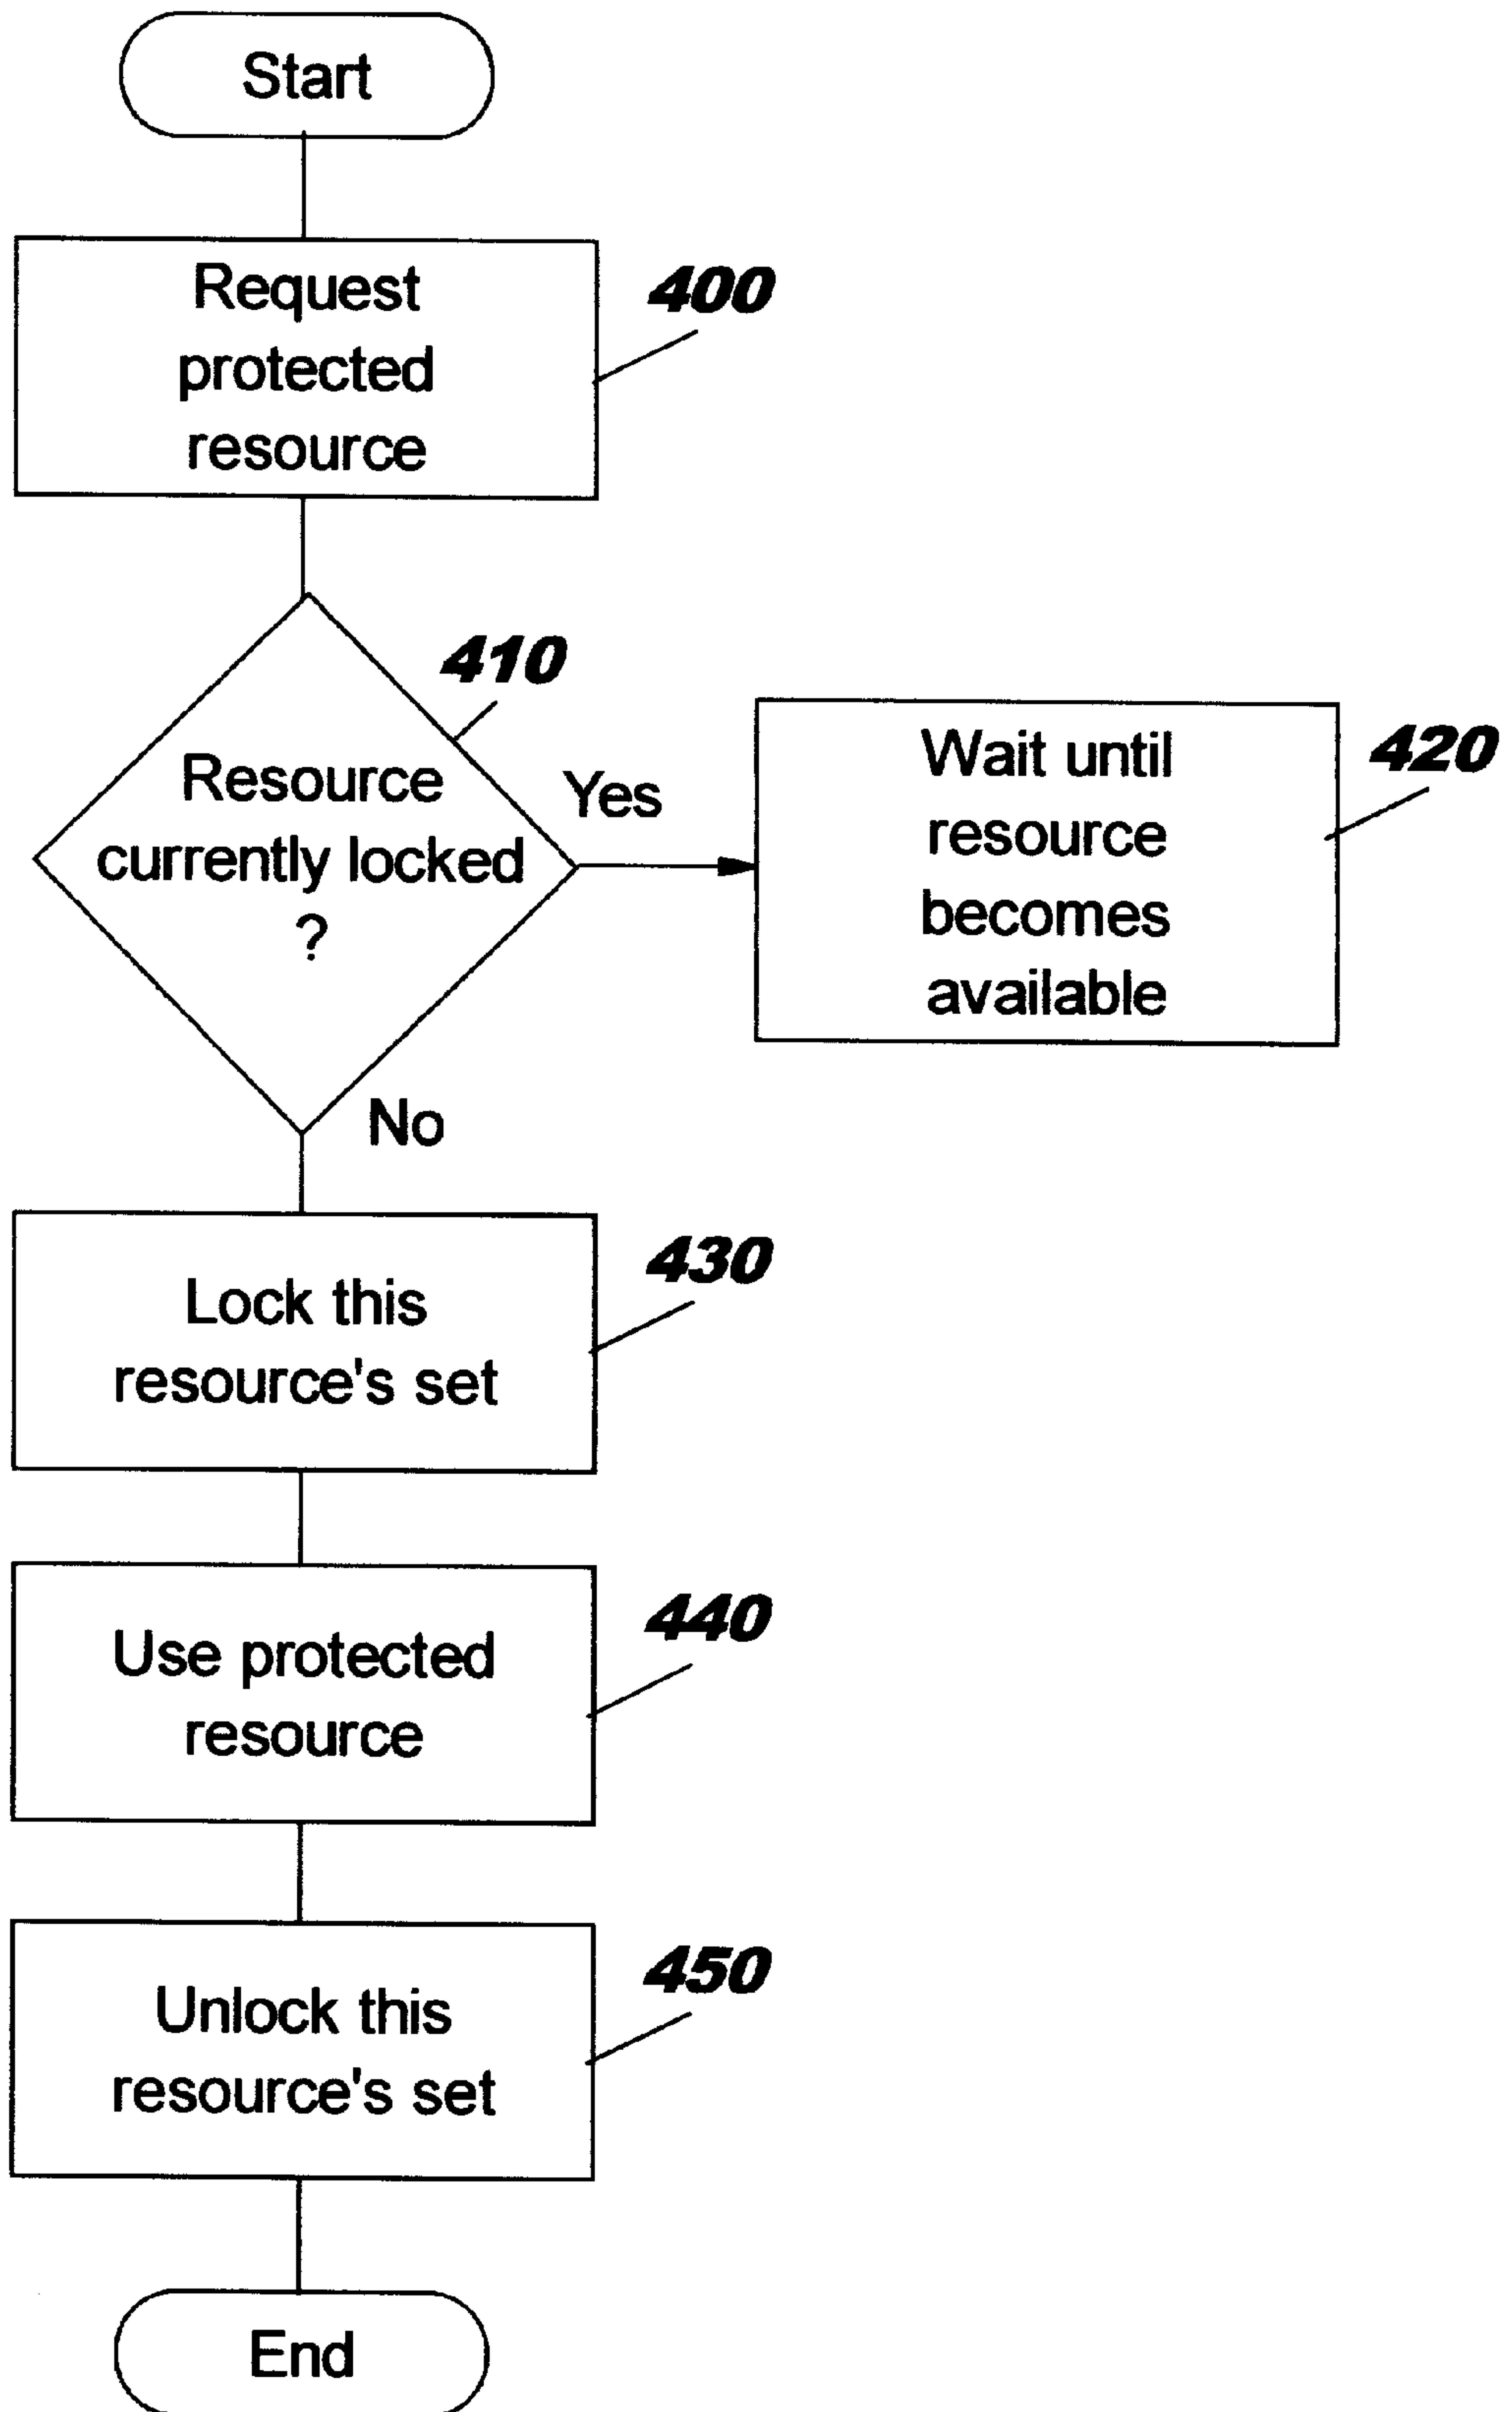 Start
Request
protected
resource
400
410
Resource
currently locked
?
Yes
Wait until
resource
becomes
available
420
No
Lock this
resource's set
430
Use protected
resource
440
Unlock this
resource's set
450
End